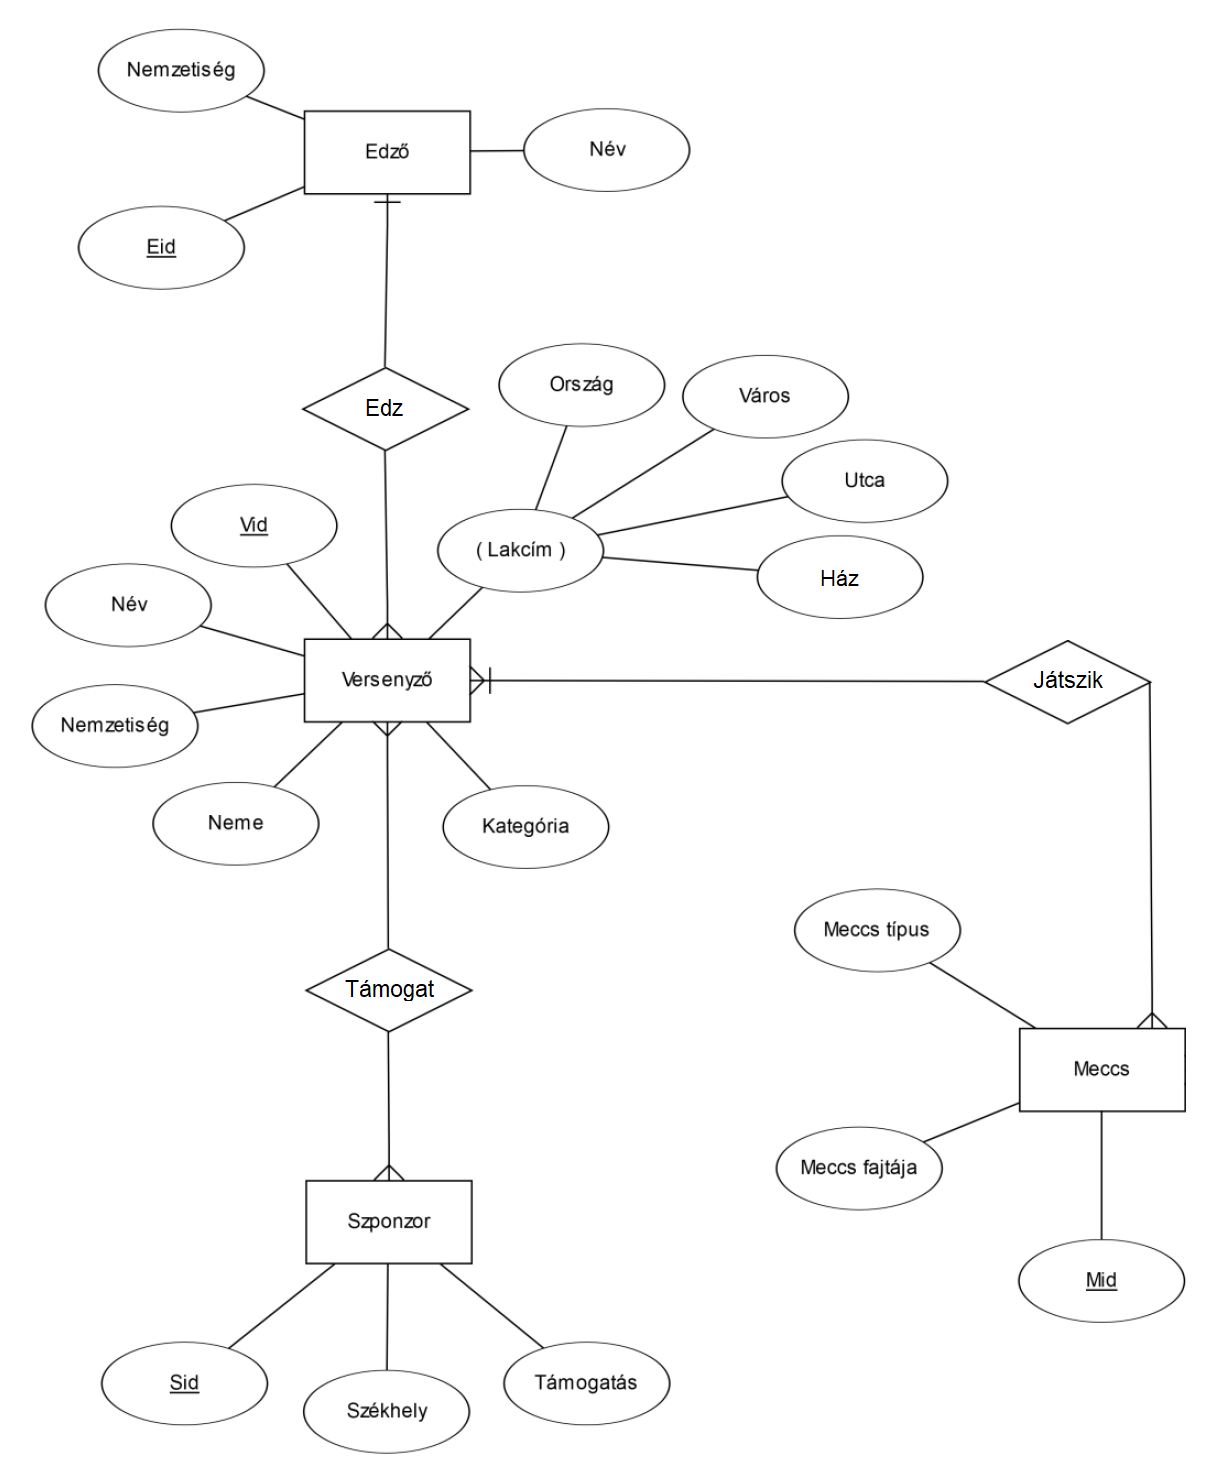 Nemzetiség
Edző
Név
Eid
Edz
Ország
Város
Utca
Vid
( Lakcím )
Ház
Név
Versenyző
Játszik
Nemzetiség
Neme
Kategória
Meccs típus
Támogat
Meccs
Meccs fajtája
Szponzor
Mid
Sid
Székhely
Támogatás